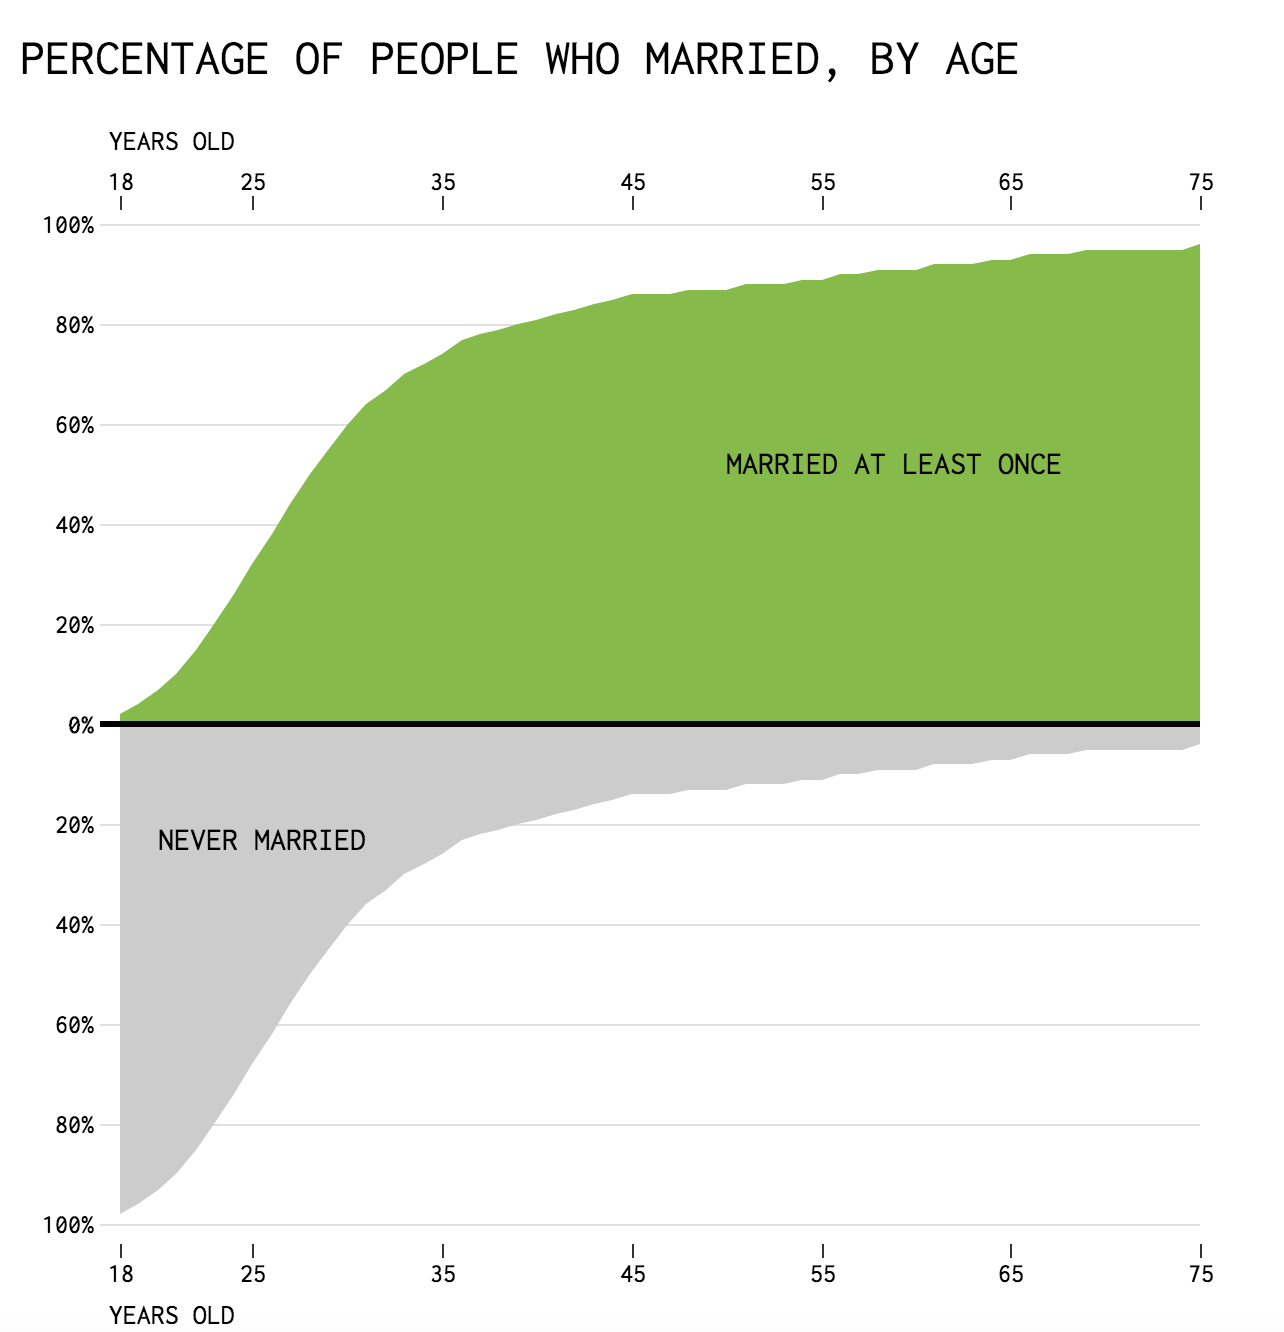 PERCENTAGE OF PEOPLE WHO MARRIED, BY AGE
YEARS OLD
18 25 35 45 55 65 75
100%
80%
60%
MARRIED AT LEAST ONCE
40%
20%
0%
20%
NEVER MARRIED
40%
60%
80%
100%
18 25 35 45 55 65 75
YEARS OLD